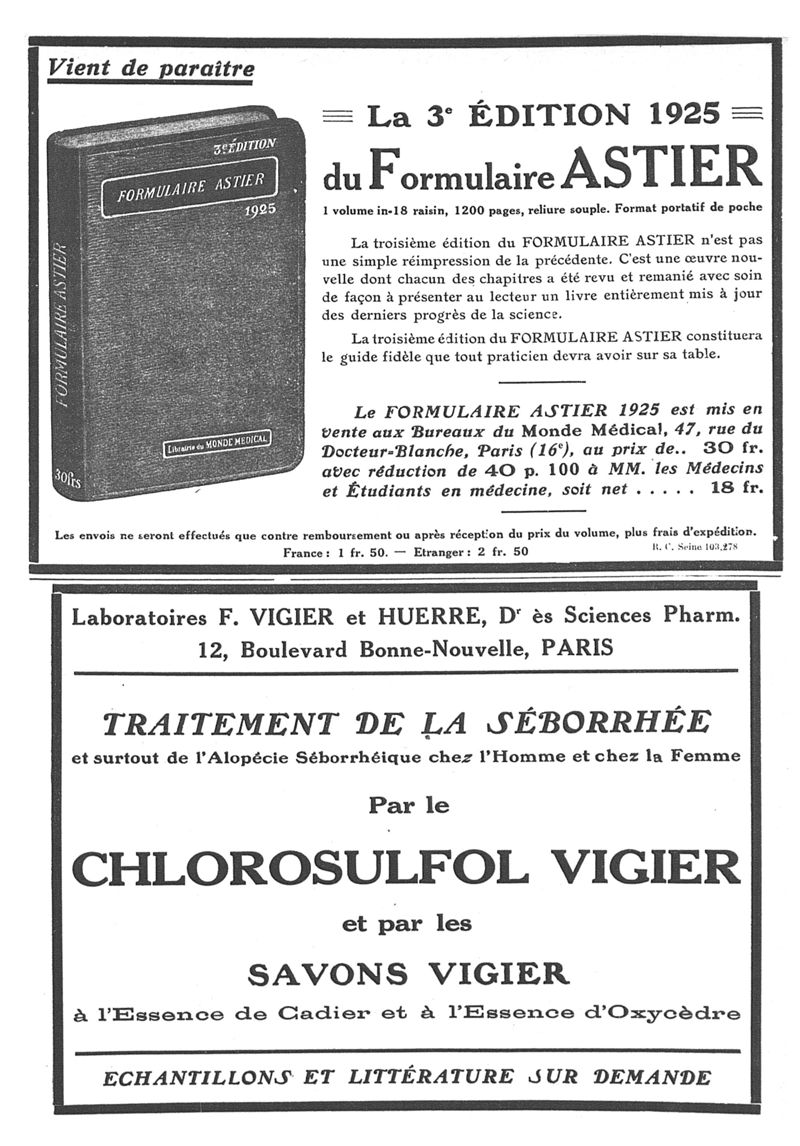 Vient de paraître
3e ÉDITION
FORMULAIRE ASTIER
1925
FORMULAIRE ASTIER
Librairie du MONDE MEDICAL
30frs
La 3e ÉDITION 1925
du Formulaire ASTIER
1 volume in-18 raisin, 1200 pages, reliure souple. Format portatif de poche
La troisième édition du FORMULAIRE ASTIER n'est pas
une simple réimpression de la précédente. C'est une œuvre nou-
velle dont chacun des chapitres a été revu et remanié avec soin
de façon à présenter au lecteur un livre entièrement mis à jour
des derniers progrès de la science.
La troisième édition du FORMULAIRE ASTIER constituera
le guide fidèle que tout praticien devra avoir sur sa table.
Le FORMULAIRE ASTIER 1925 est mis en
vente aux Bureaux du Monde Médical, 47, rue du
Docteur-Blanche, Paris (16e), au prix de.. 30 fr.
avec réduction de 40 p. 100 à MM. les Médecins
et Étudiants en médecine, soit net ..... 18 fr.
Les envois ne seront effectués que contre remboursement ou après réception du prix du volume, plus frais d'expédition.
France : 1 fr. 50. — Etranger : 2 fr. 50
R. C. Seine 103,278
Laboratoires F. VIGIER et HUERRE, Dr ès Sciences Pharm.
12, Boulevard Bonne-Nouvelle, PARIS
TRAITEMENT DE LA SÉBORRHÉE
et surtout de l'Alopécie Séborrhéique chez l'Homme et chez la Femme
Par le
CHLOROSULFOL VIGIER
et par les
SAVONS VIGIER
à l'Essence de Cadier et à l'Essence d'Oxycèdre
ECHANTILLONS ET LITTÉRATURE SUR DEMANDE